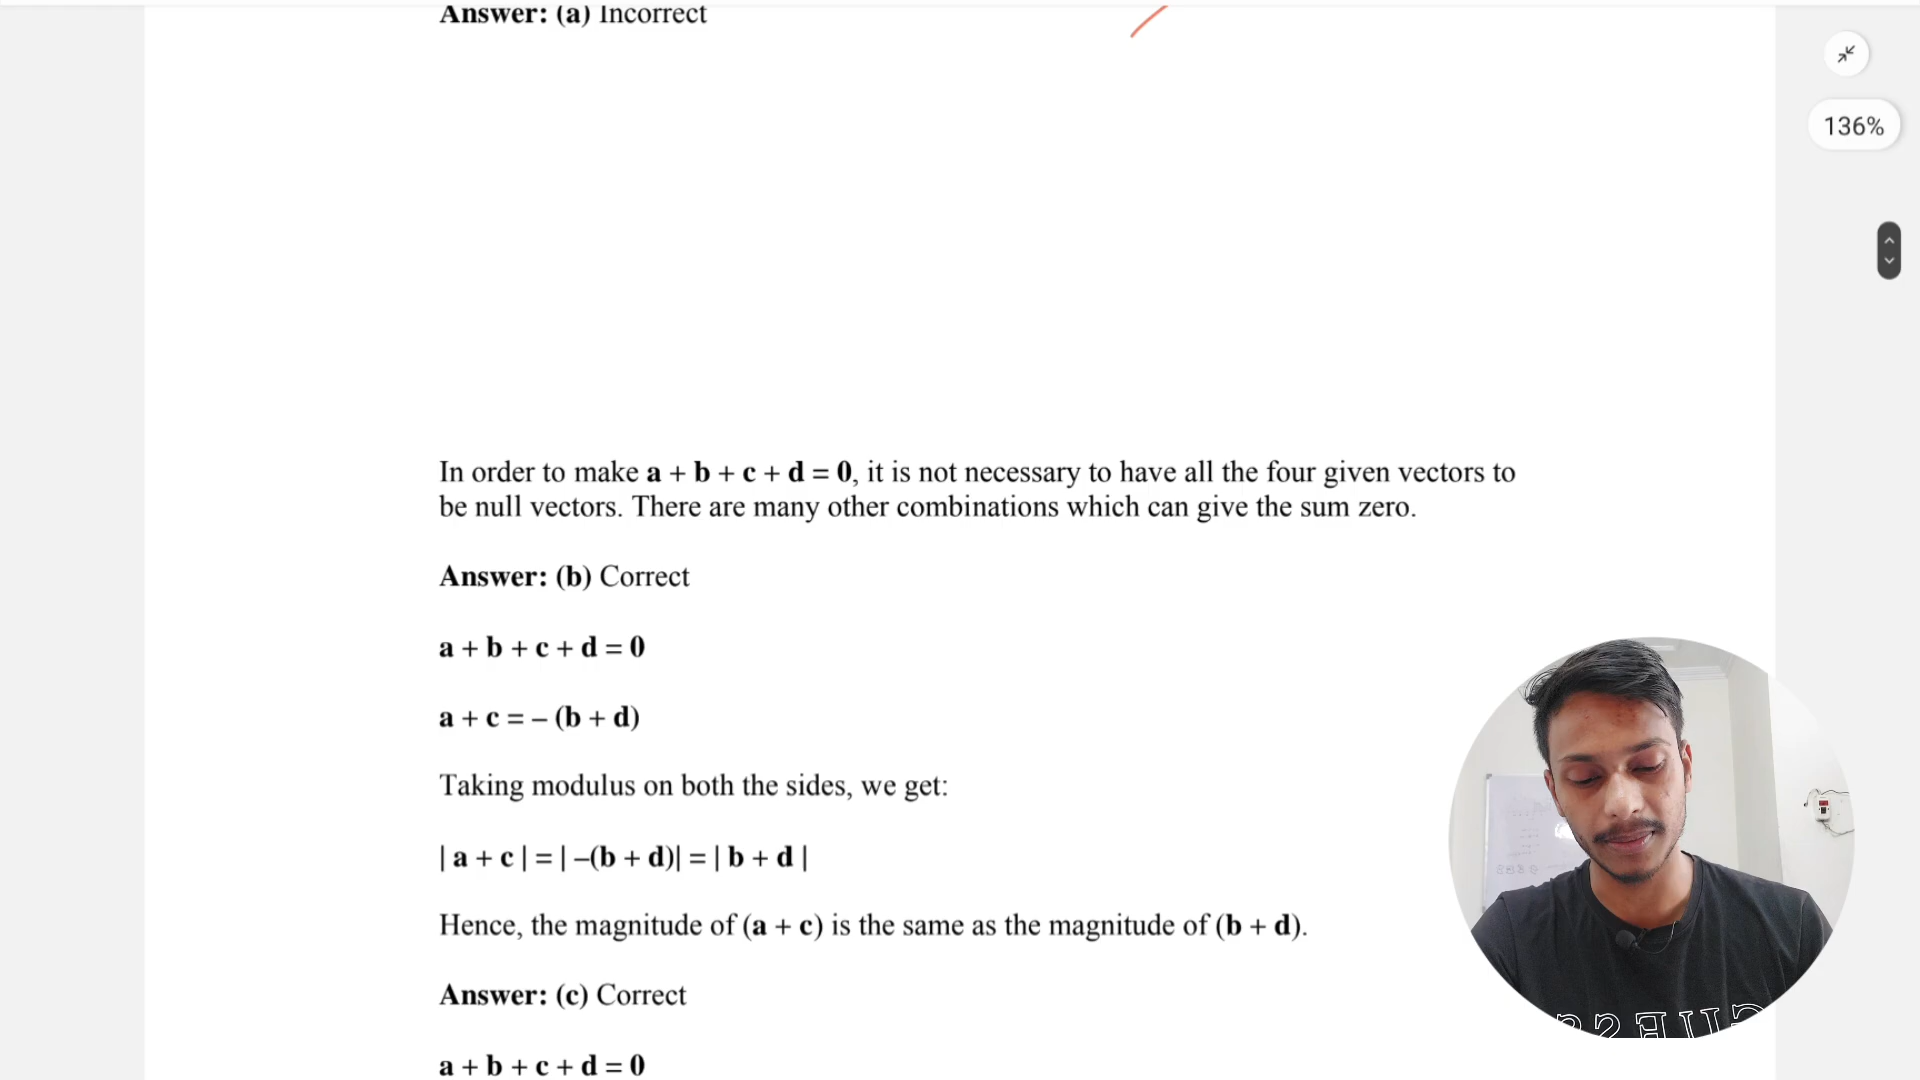 Answer: (a) Incorrect
136%
In order to make a + b + c + d = 0, it is not necessary to have all the four given vectors to
be null vectors. There are many other combinations which can give the sum zero.
Answer: (b) Correct
a + b + c + d = 0
a + c = – (b + d)
Taking modulus on both the sides, we get:
| a + c | = | –(b + d)| = | b + d |
Hence, the magnitude of (a + c) is the same as the magnitude of (b + d).
Answer: (c) Correct
a + b + c + d = 0